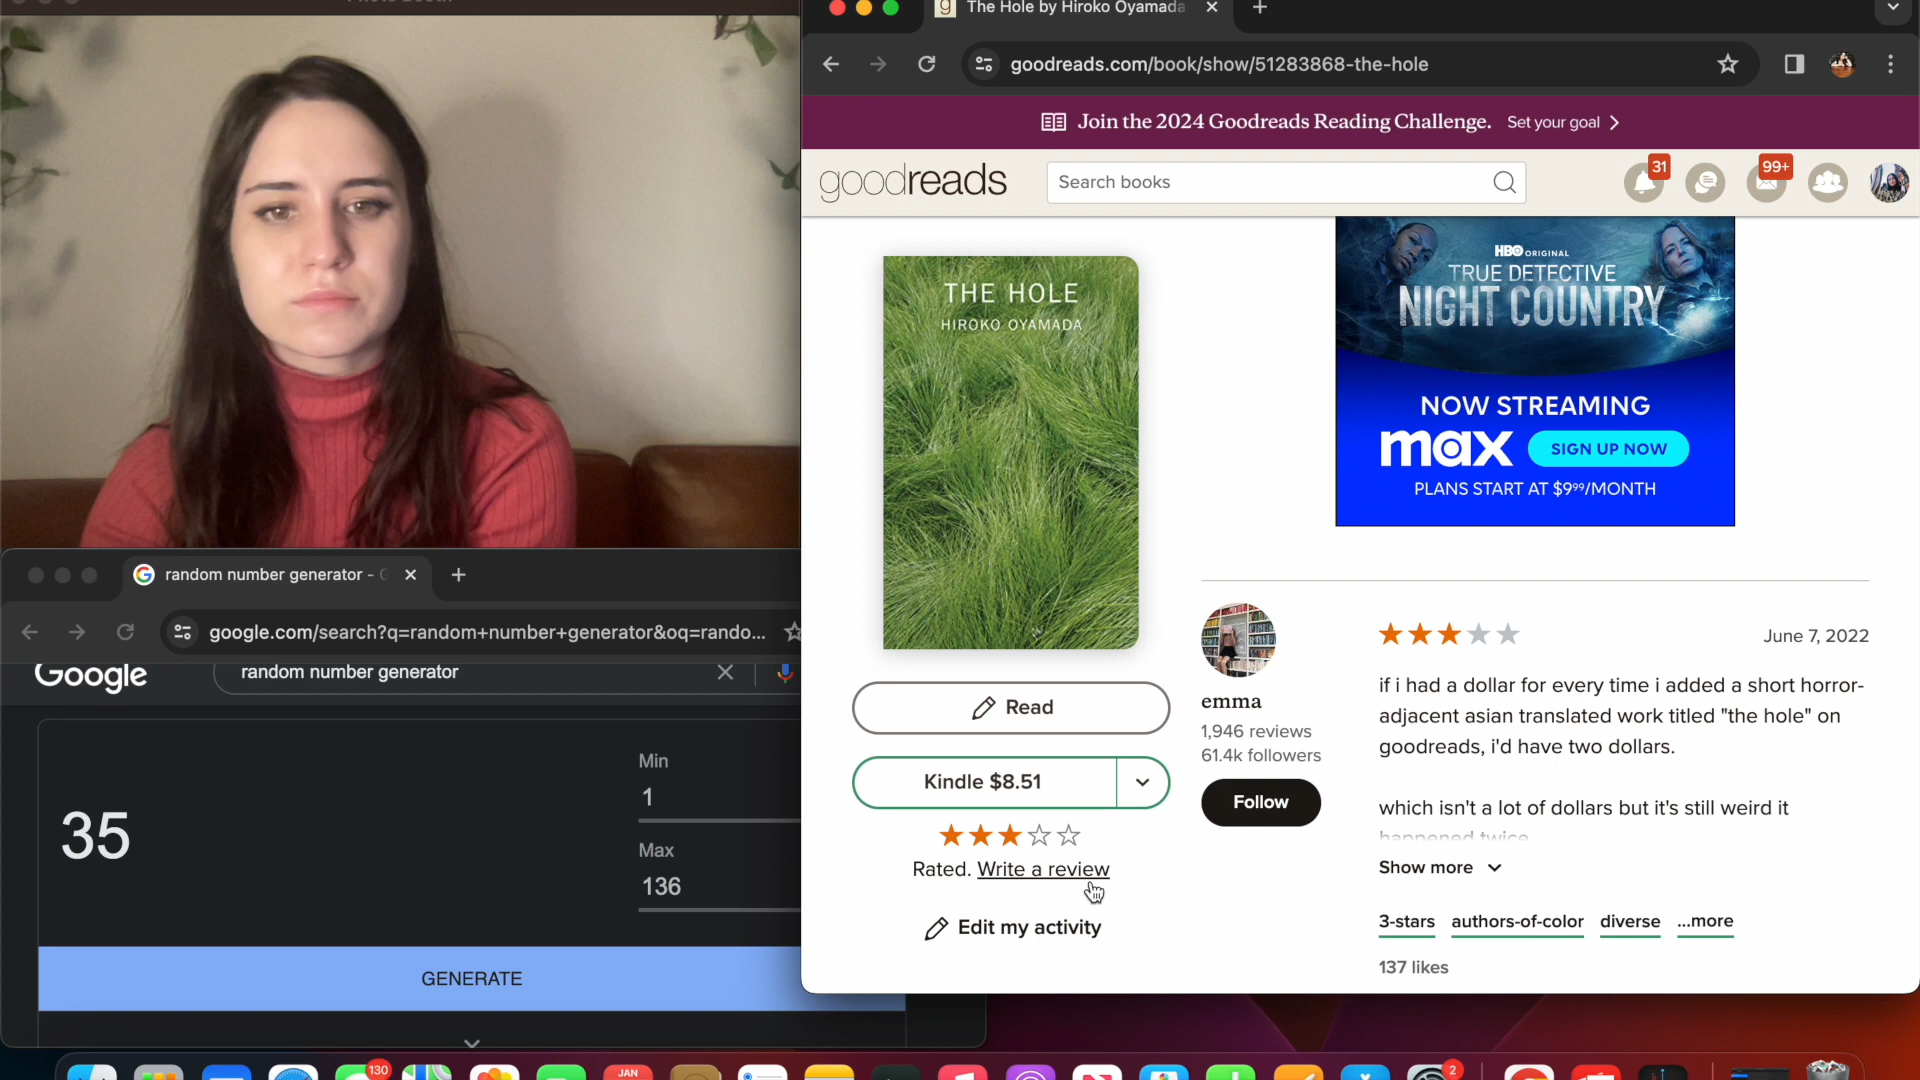 The Hole by Hiroko Oyamada
goodreads.com/book/show/51283868-the-hole
Join the 2024 Goodreads Reading Challenge. Set your goal
goodreads
Search books
31
99+
THE HOLE
HIROKO OYAMADA
HBO ORIGINAL
TRUE DETECTIVE
NIGHT COUNTRY
NOW STREAMING
max
SIGN UP NOW
PLANS START AT $9⁹⁹/MONTH
Read
Kindle $8.51
Rated. Write a review
Edit my activity
emma
1,946 reviews
61.4k followers
Follow
June 7, 2022
if i had a dollar for every time i added a short horror-
adjacent asian translated work titled "the hole" on
goodreads, i'd have two dollars.
which isn't a lot of dollars but it's still weird it
happened twice
Show more
3-stars authors-of-color diverse ...more
137 likes
random number generator - G
google.com/search?q=random+number+generator&oq=rando...
Google
random number generator
35
Min
1
Max
136
GENERATE
130
JAN
2